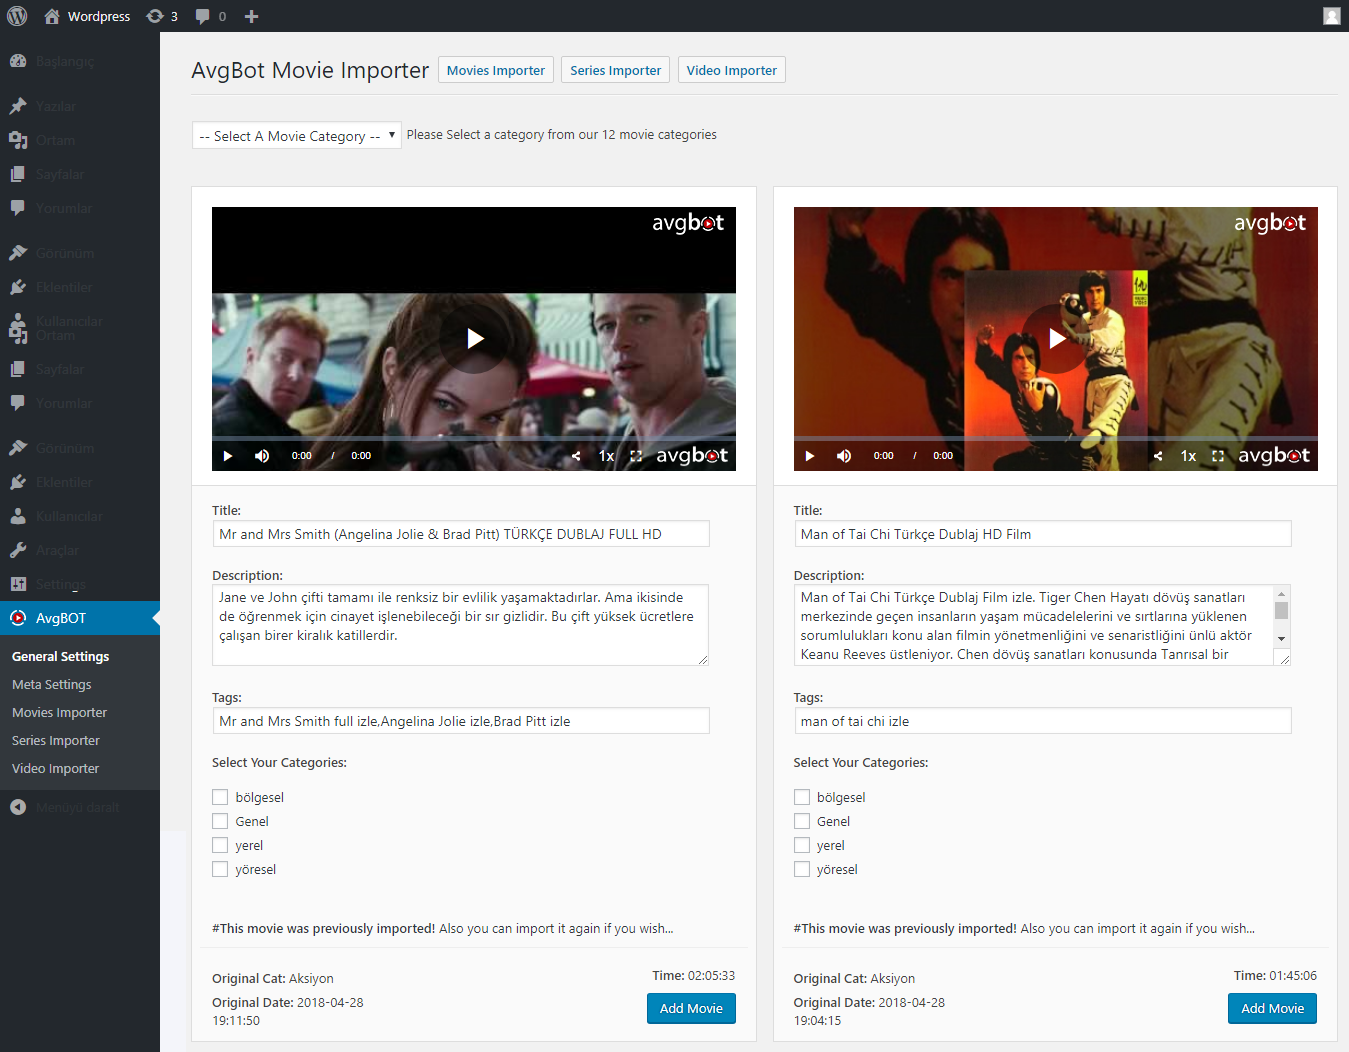 Wordpress
3
0
Başlangıç
Yazılar
Ortam
Sayfalar
Yorumlar
Görünüm
Eklentiler
Kullanıcılar
Ortam
Sayfalar
Yorumlar
Görünüm
Eklentiler
Kullanıcılar
Araçlar
Settings
AvgBOT
General Settings
Meta Settings
Movies Importer
Series Importer
Video Importer
Menüyü daralt
AvgBot Movie Importer
Movies Importer
Series Importer
Video Importer
-- Select A Movie Category --
Please Select a category from our 12 movie categories
avgbot
0:00 / 0:00
1x
avgbot
Title:
Mr and Mrs Smith (Angelina Jolie & Brad Pitt) TÜRKÇE DUBLAJ FULL HD
Description:
Jane ve John çifti tamamı ile renksiz bir evlilik yaşamaktadırlar. Ama ikisinde
de öğrenmek için cinayet işlenebileceği bir sır gizlidir. Bu çift yüksek ücretlere
çalışan birer kiralık katillerdir.
Tags:
Mr and Mrs Smith full izle,Angelina Jolie izle,Brad Pitt izle
Select Your Categories:
bölgesel
Genel
yerel
yöresel
#This movie was previously imported! Also you can import it again if you wish...
Original Cat: Aksiyon
Original Date: 2018-04-28
19:11:50
Time: 02:05:33
Add Movie
avgbot
0:00 / 0:00
1x
avgbot
Title:
Man of Tai Chi Türkçe Dublaj HD Film
Description:
Man of Tai Chi Türkçe Dublaj Film izle. Tiger Chen Hayatı dövüş sanatları
merkezinde geçen insanların yaşam mücadelelerini ve sırtlarına yüklenen
sorumlulukları konu alan filmin yönetmenliğini ve senaristliğini ünlü aktör
Keanu Reeves üstleniyor. Chen dövüş sanatları konusunda Tanrısal bir
Tags:
man of tai chi izle
Select Your Categories:
bölgesel
Genel
yerel
yöresel
#This movie was previously imported! Also you can import it again if you wish...
Original Cat: Aksiyon
Original Date: 2018-04-28
19:04:15
Time: 01:45:06
Add Movie